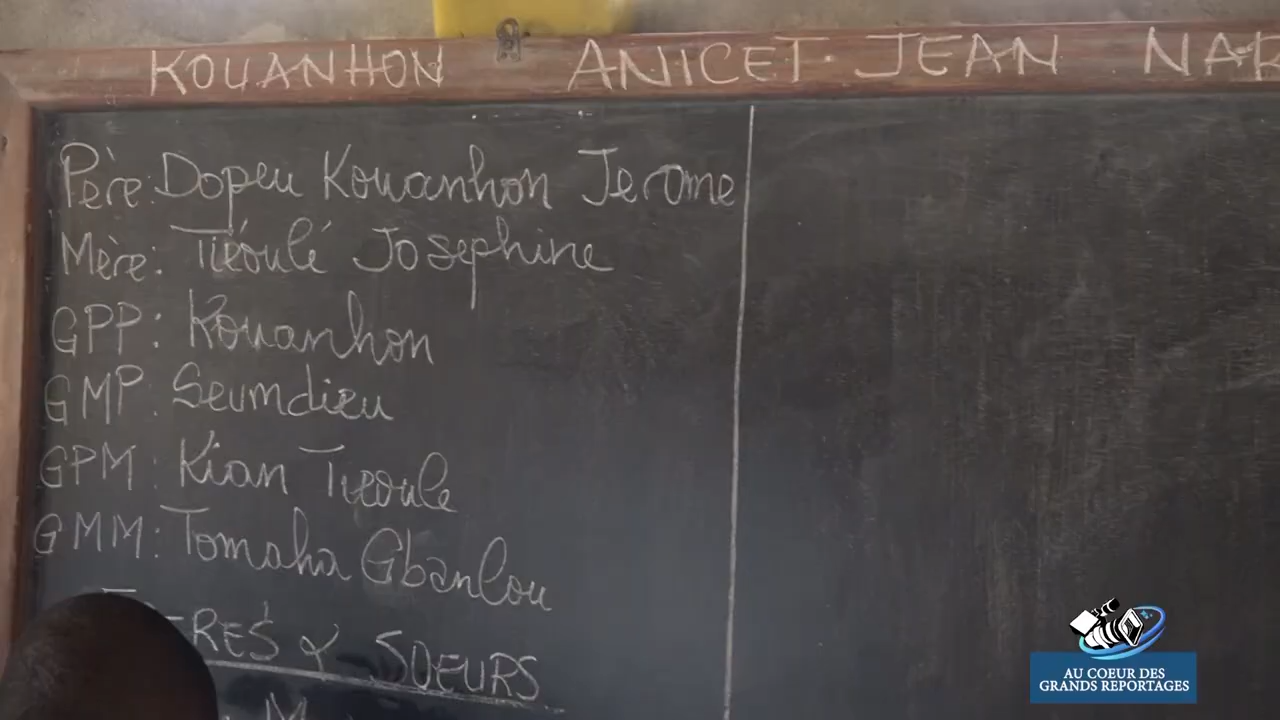 KOUANHON ANICET JEAN
Père: Dopeu Kouanhon Jerome
Mère: Tiéoulé Josephine
GPP: Kouanhon
GMP: Seumdieu
GPM: Kian Tieoule
GMM: Tomaha Gbanlou
& SOEURS
AU COEUR DES
GRANDS REPORTAGES